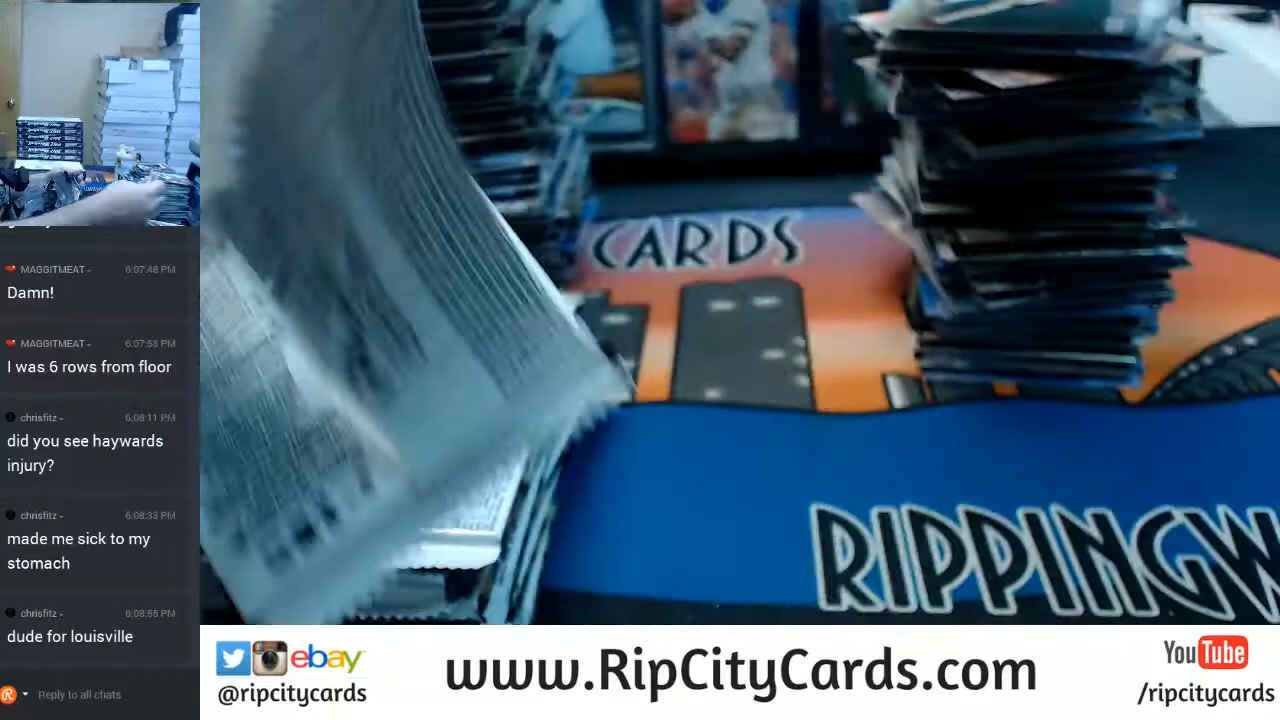 MAGGITMEAT - 6:07:48 PM
Damn!
MAGGITMEAT - 6:07:58 PM
I was 6 rows from floor
chrisfitz - 6:08:11 PM
did you see haywards
injury?
chrisfitz - 6:08:33 PM
made me sick to my
stomach
chrisfitz - 6:08:55 PM
dude for louisville
Reply to all chats
CARDS
RIPPINGW
ebay
@ripcitycards
www.RipCityCards.com
YouTube
/ripcitycards